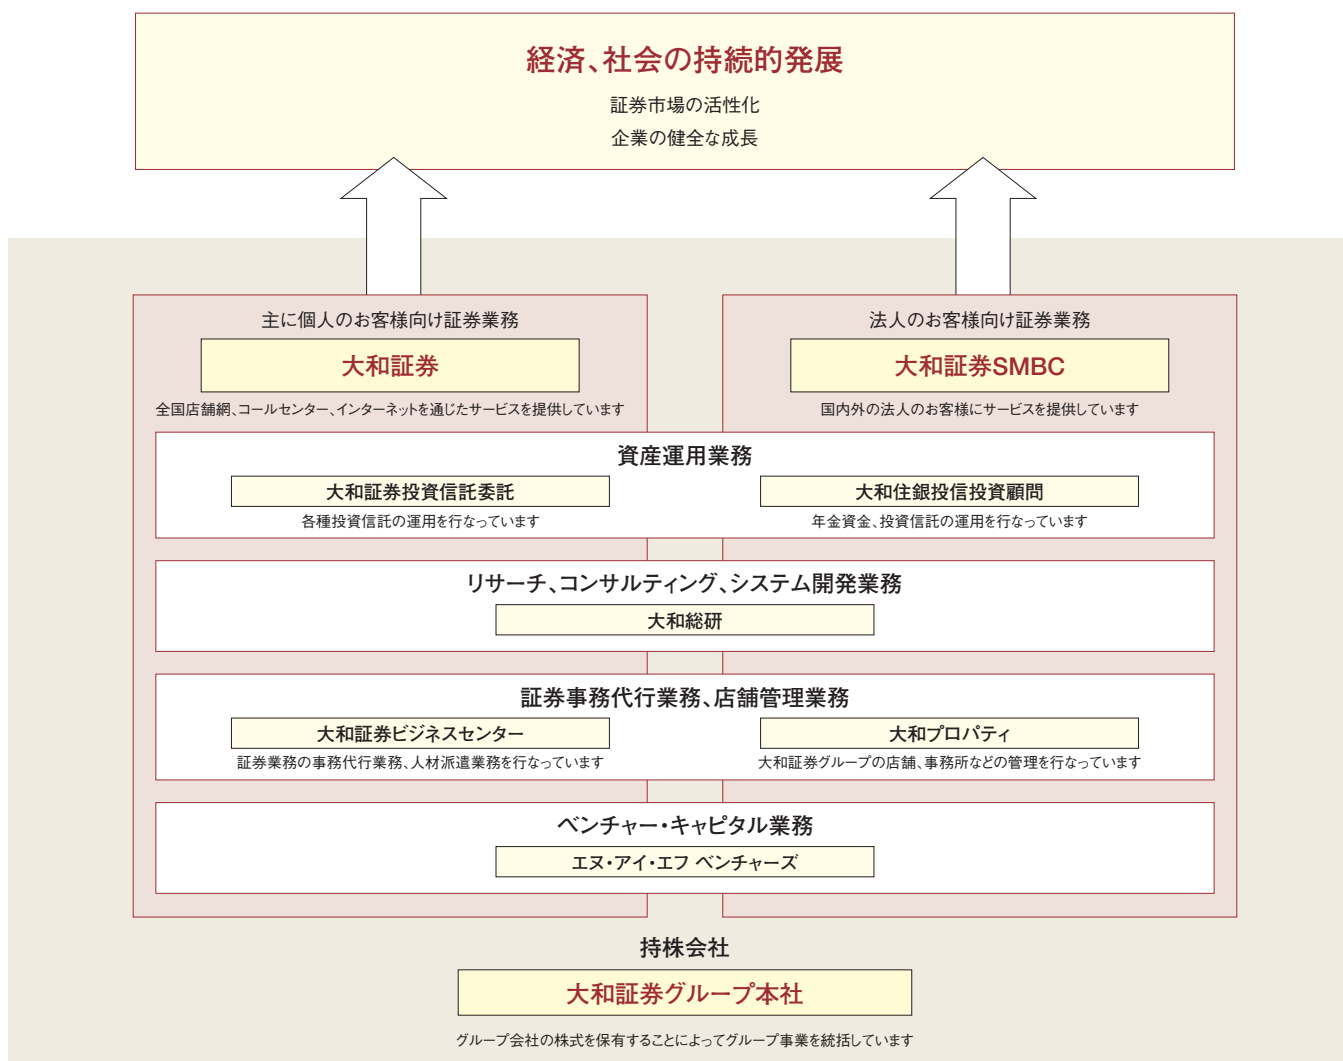 経済、社会の持続的発展
証券市場の活性化
企業の健全な成長
主に個人のお客様向け証券業務
大和証券
全国店舗網、コールセンター、インターネットを通じたサービスを提供しています
法人のお客様向け証券業務
大和証券SMBC
国内外の法人のお客様にサービスを提供しています
資産運用業務
大和証券投資信託委託
各種投資信託の運用を行なっています
大和住銀投信投資顧問
年金資金、投資信託の運用を行なっています
リサーチ、コンサルティング、システム開発業務
大和総研
証券事務代行業務、店舗管理業務
大和証券ビジネスセンター
証券業務の事務代行業務、人材派遣業務を行なっています
大和プロパティ
大和証券グループの店舗、事務所などの管理を行なっています
ベンチャー・キャピタル業務
エヌ・アイ・エフ ベンチャーズ
持株会社
大和証券グループ本社
グループ会社の株式を保有することによってグループ事業を統括しています